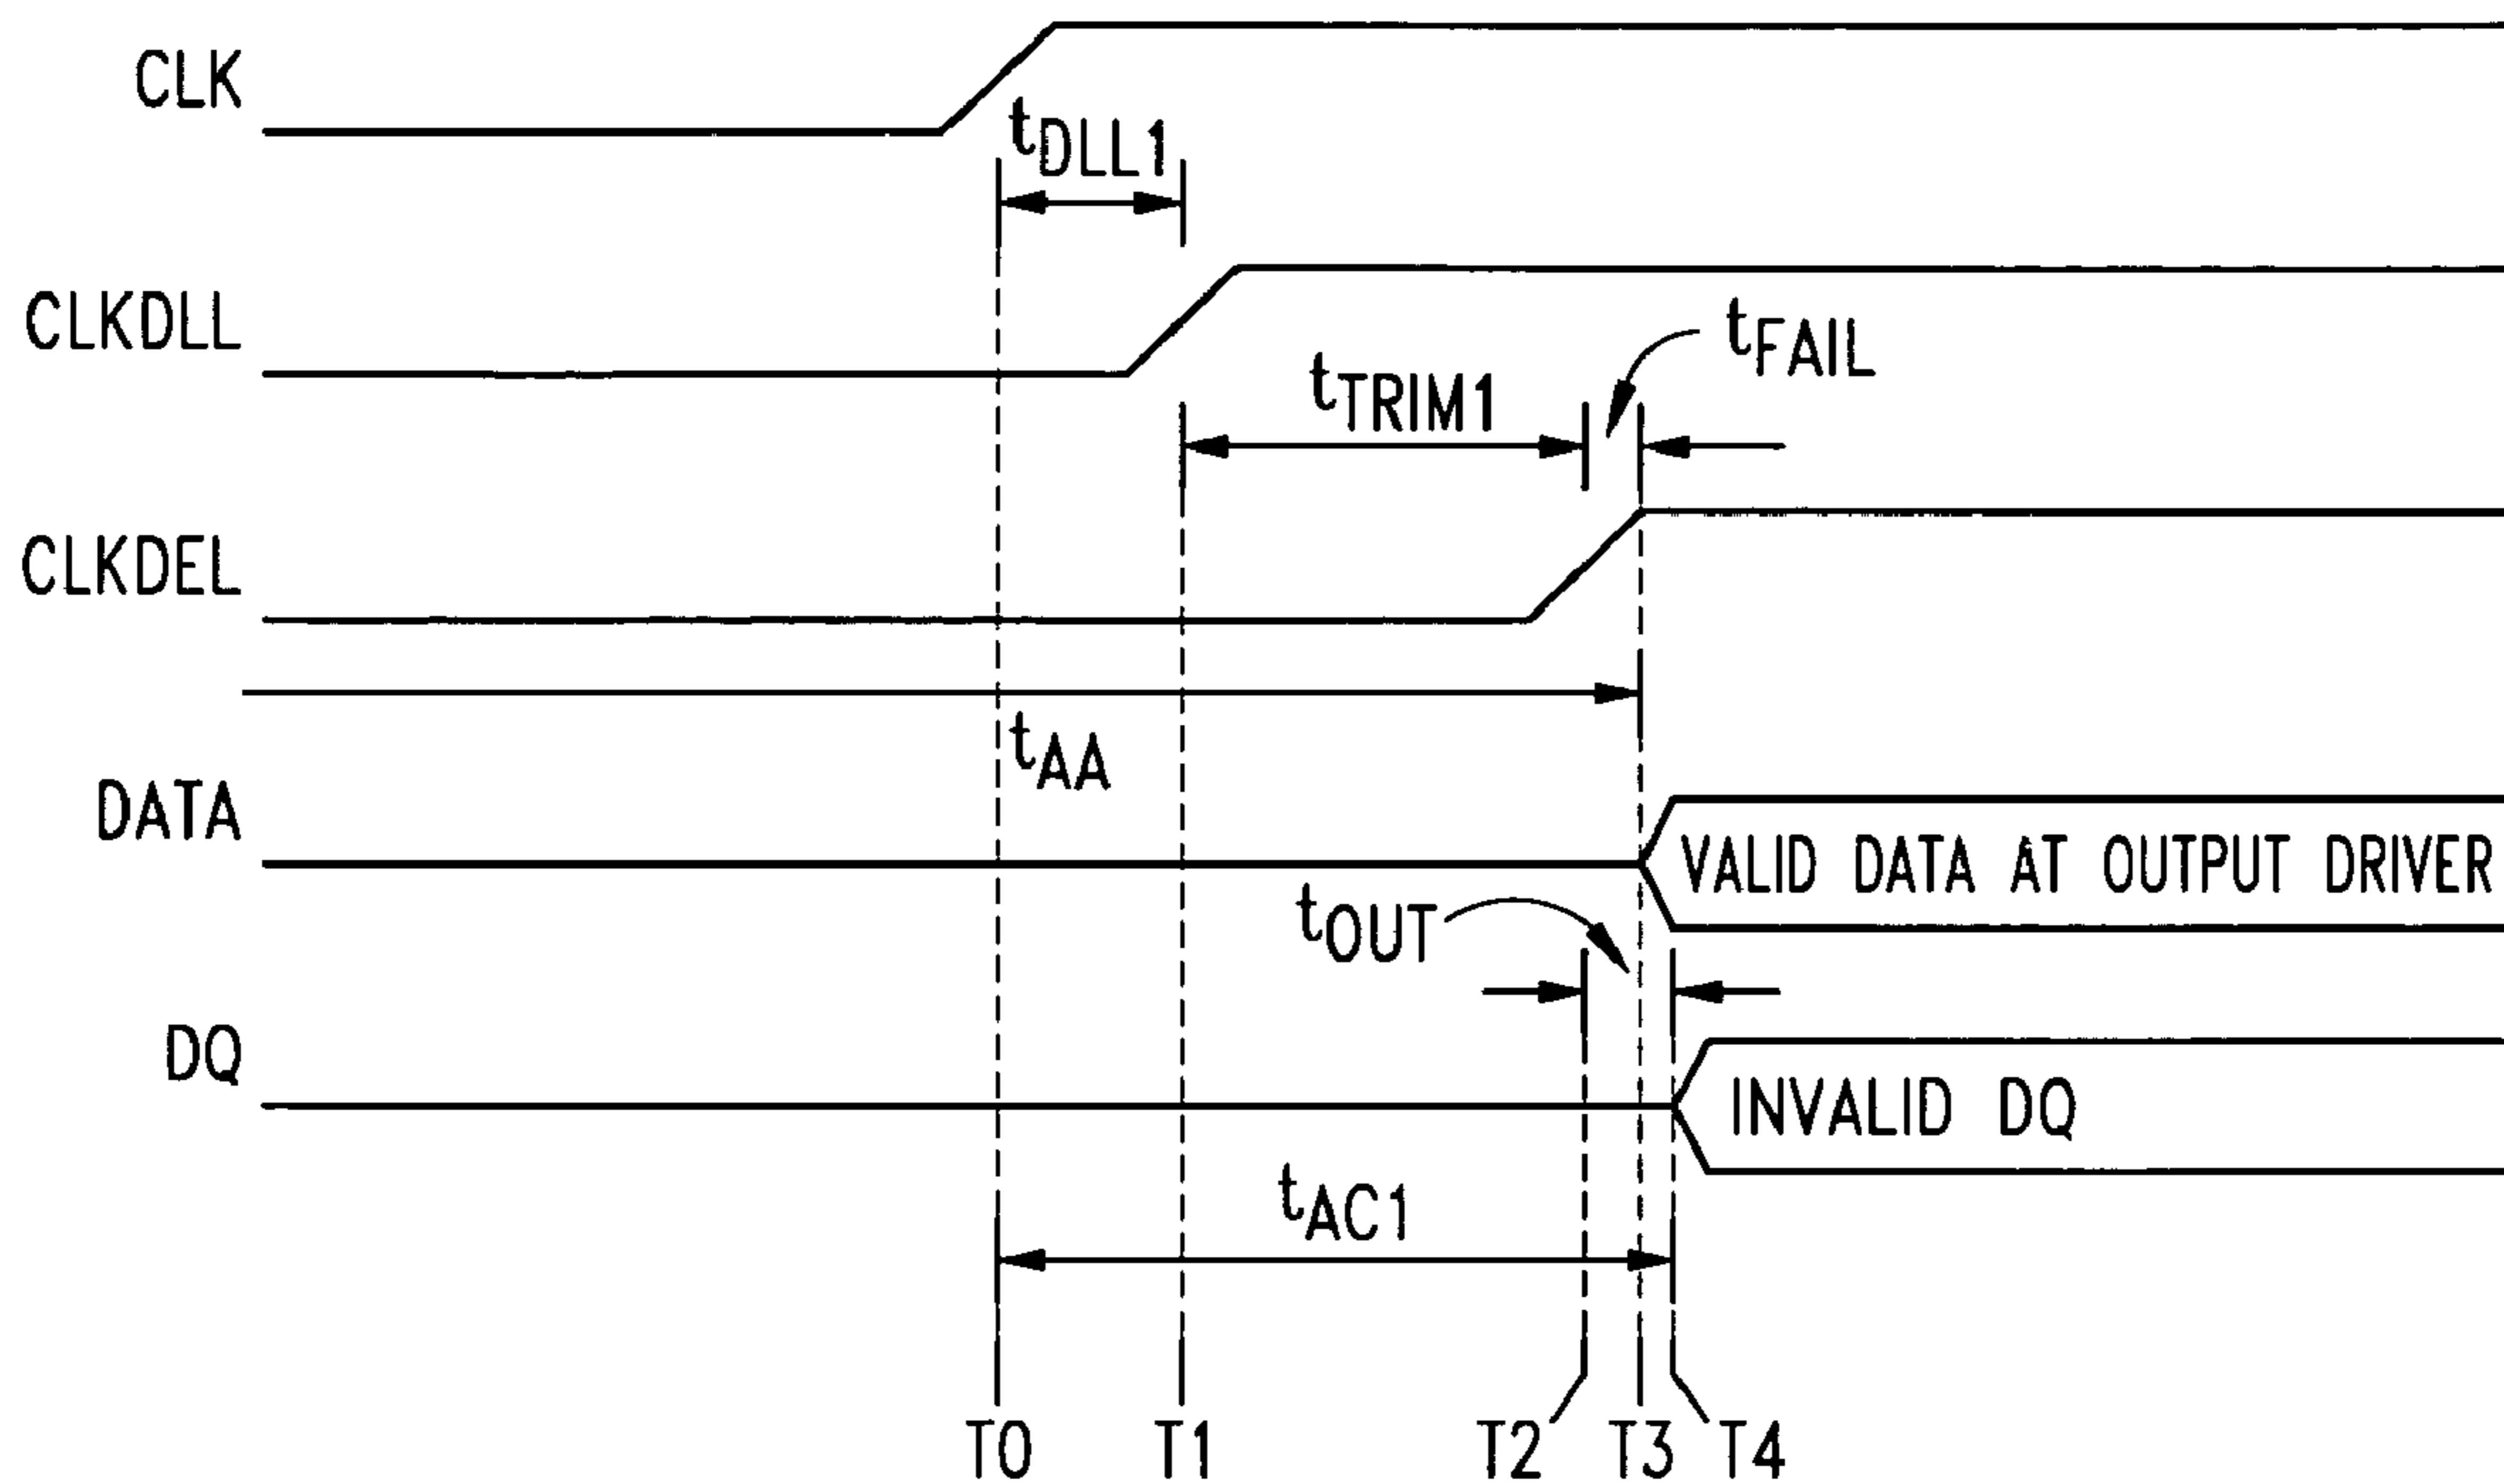 CLK
tDLL1
CLKDLL
tFAIL
tTRIM1
CLKDEL
tAA
DATA
VALID DATA AT OUTPUT DRIVER
tOUT
DQ
INVALID DQ
tAC1
T0 T1 T2 T3 T4